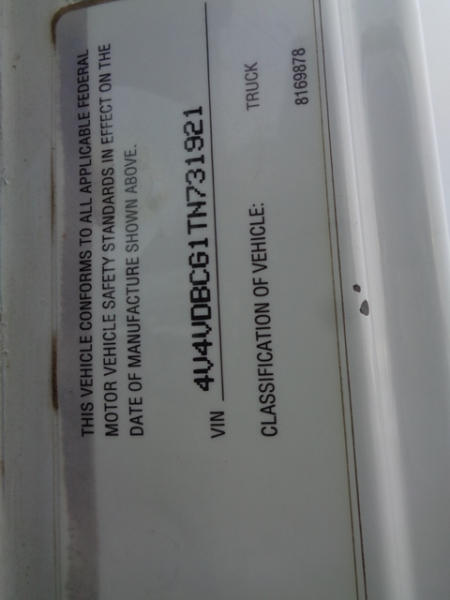 THIS VEHICLE CONFORMS TO ALL APPLICABLE FEDERAL
MOTOR VEHICLE SAFETY STANDARDS IN EFFECT ON THE
DATE OF MANUFACTURE SHOWN ABOVE.
VIN 4V4VDBCG1TN731921
CLASSIFICATION OF VEHICLE: TRUCK
8169878